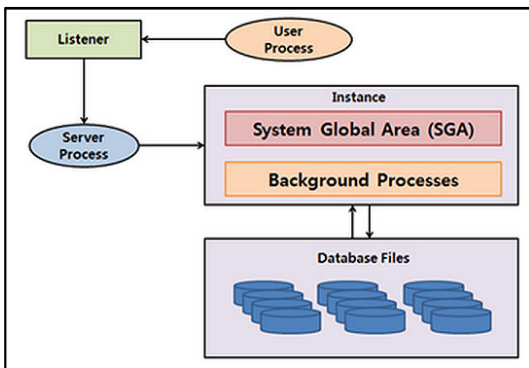 Listener
User
Process
Server
Process
Instance
System Global Area (SGA)
Background Processes
Database Files